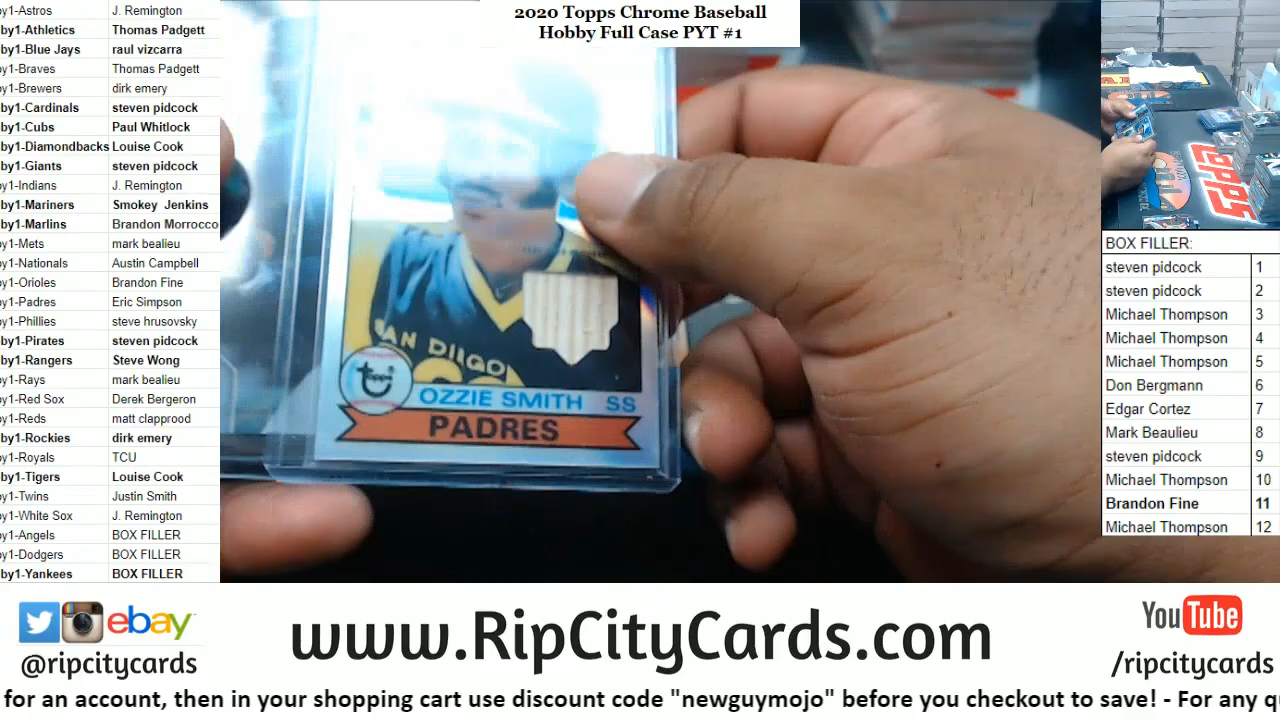 2020 Topps Chrome Baseball
Hobby Full Case PYT #1
by1-Astros J. Remington
by1-Athletics Thomas Padgett
by1-Blue Jays raul vizcarra
by1-Braves Thomas Padgett
by1-Brewers dirk emery
by1-Cardinals steven pidcock
by1-Cubs Paul Whitlock
by1-Diamondbacks Louise Cook
by1-Giants steven pidcock
by1-Indians J. Remington
by1-Mariners Smokey Jenkins
by1-Marlins Brandon Morrocco
by1-Mets mark bealieu
by1-Nationals Austin Campbell
by1-Orioles Brandon Fine
by1-Padres Eric Simpson
by1-Phillies steve hrusovsky
by1-Pirates steven pidcock
by1-Rangers Steve Wong
by1-Rays mark bealieu
by1-Red Sox Derek Bergeron
by1-Reds matt clapprood
by1-Rockies dirk emery
by1-Royals TCU
by1-Tigers Louise Cook
by1-Twins Justin Smith
by1-White Sox J. Remington
by1-Angels BOX FILLER
by1-Dodgers BOX FILLER
by1-Yankees BOX FILLER
SAN DIEGO
Topps
OZZIE SMITH SS
PADRES
topps
BOX FILLER:
steven pidcock 1
steven pidcock 2
Michael Thompson 3
Michael Thompson 4
Michael Thompson 5
Don Bergmann 6
Edgar Cortez 7
Mark Beaulieu 8
steven pidcock 9
Michael Thompson 10
Brandon Fine 11
Michael Thompson 12
ebay
@ripcitycards
www.RipCityCards.com
YouTube
/ripcitycards
for an account, then in your shopping cart use discount code "newguymojo" before you checkout to save! - For any q